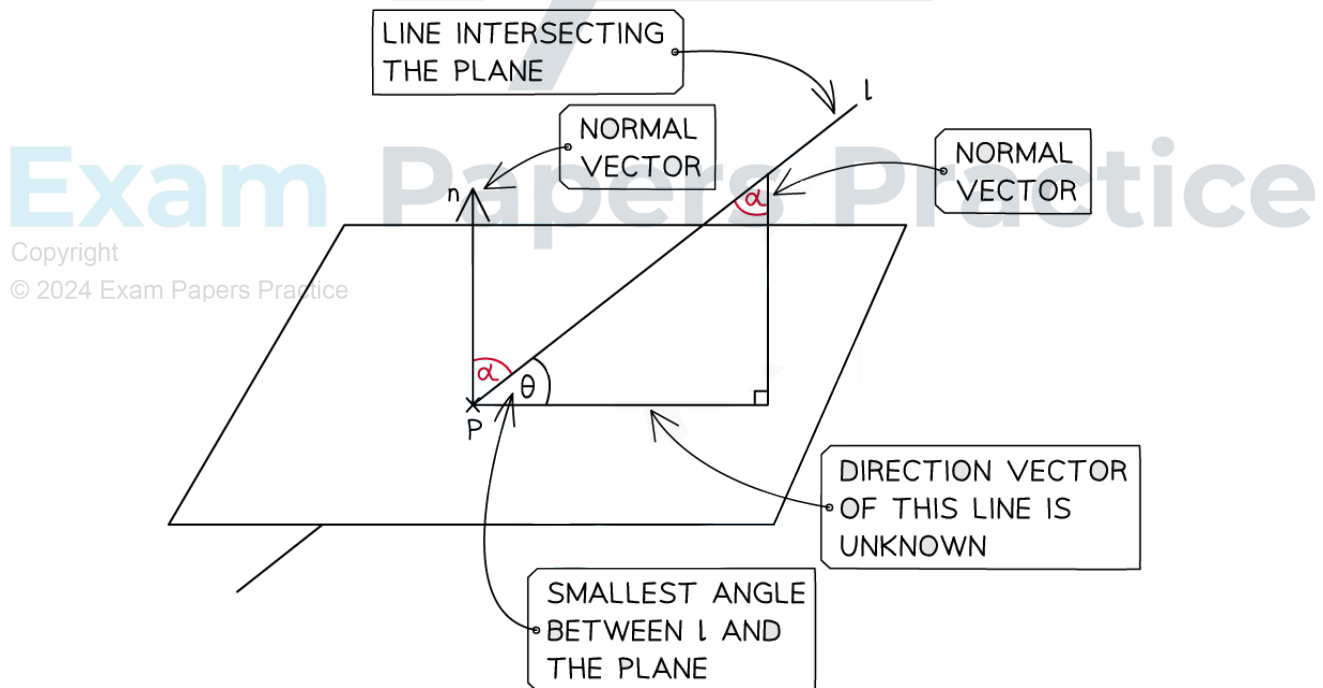 LINE INTERSECTING
THE PLANE
l
NORMAL
VECTOR
NORMAL
VECTOR
n
α
Exam Papers Practice
Copyright
© 2024 Exam Papers Practice
α
θ
P
DIRECTION VECTOR
OF THIS LINE IS
UNKNOWN
SMALLEST ANGLE
BETWEEN l AND
THE PLANE